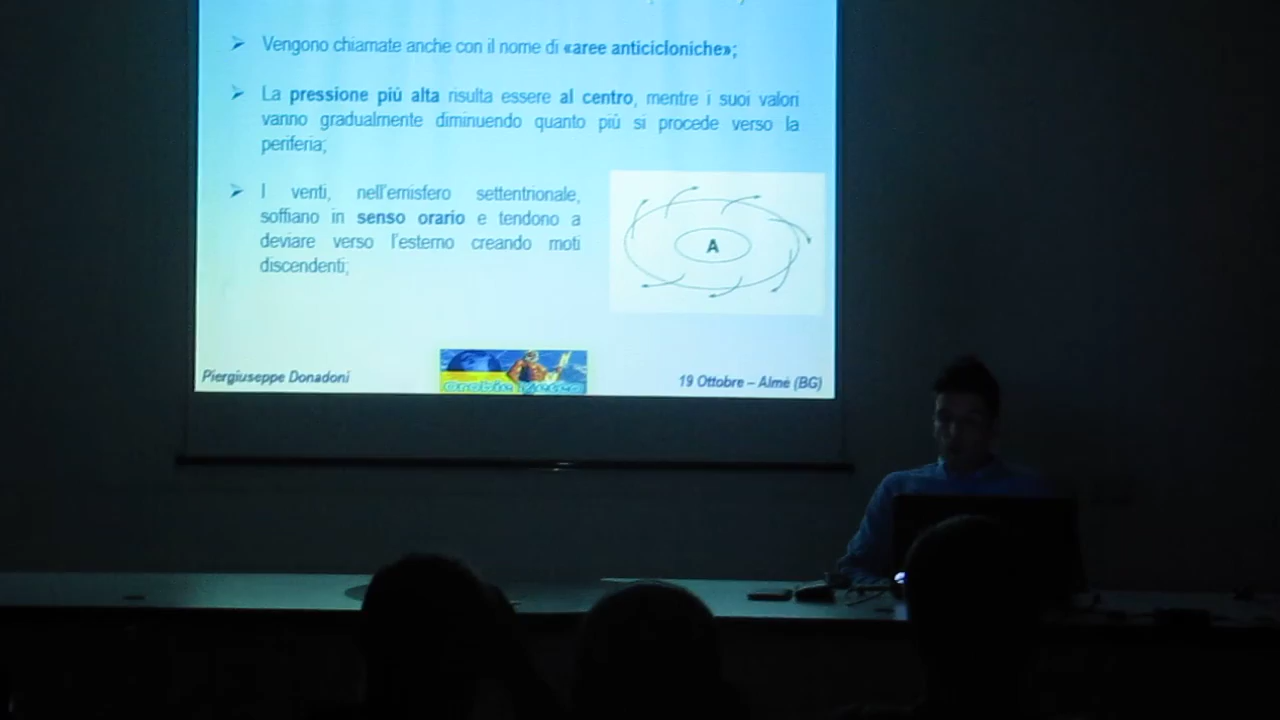 Vengono chiamate anche con il nome di «aree anticicloniche»;
La pressione più alta risulta essere al centro, mentre i suoi valori
vanno gradualmente diminuendo quanto più si procede verso la
periferia;
I venti, nell'emisfero settentrionale,
soffiano in senso orario e tendono a
deviare verso l'esterno creando moti
discendenti;
A
Piergiuseppe Donadoni
Orobie Meteo
19 Ottobre – Almè (BG)